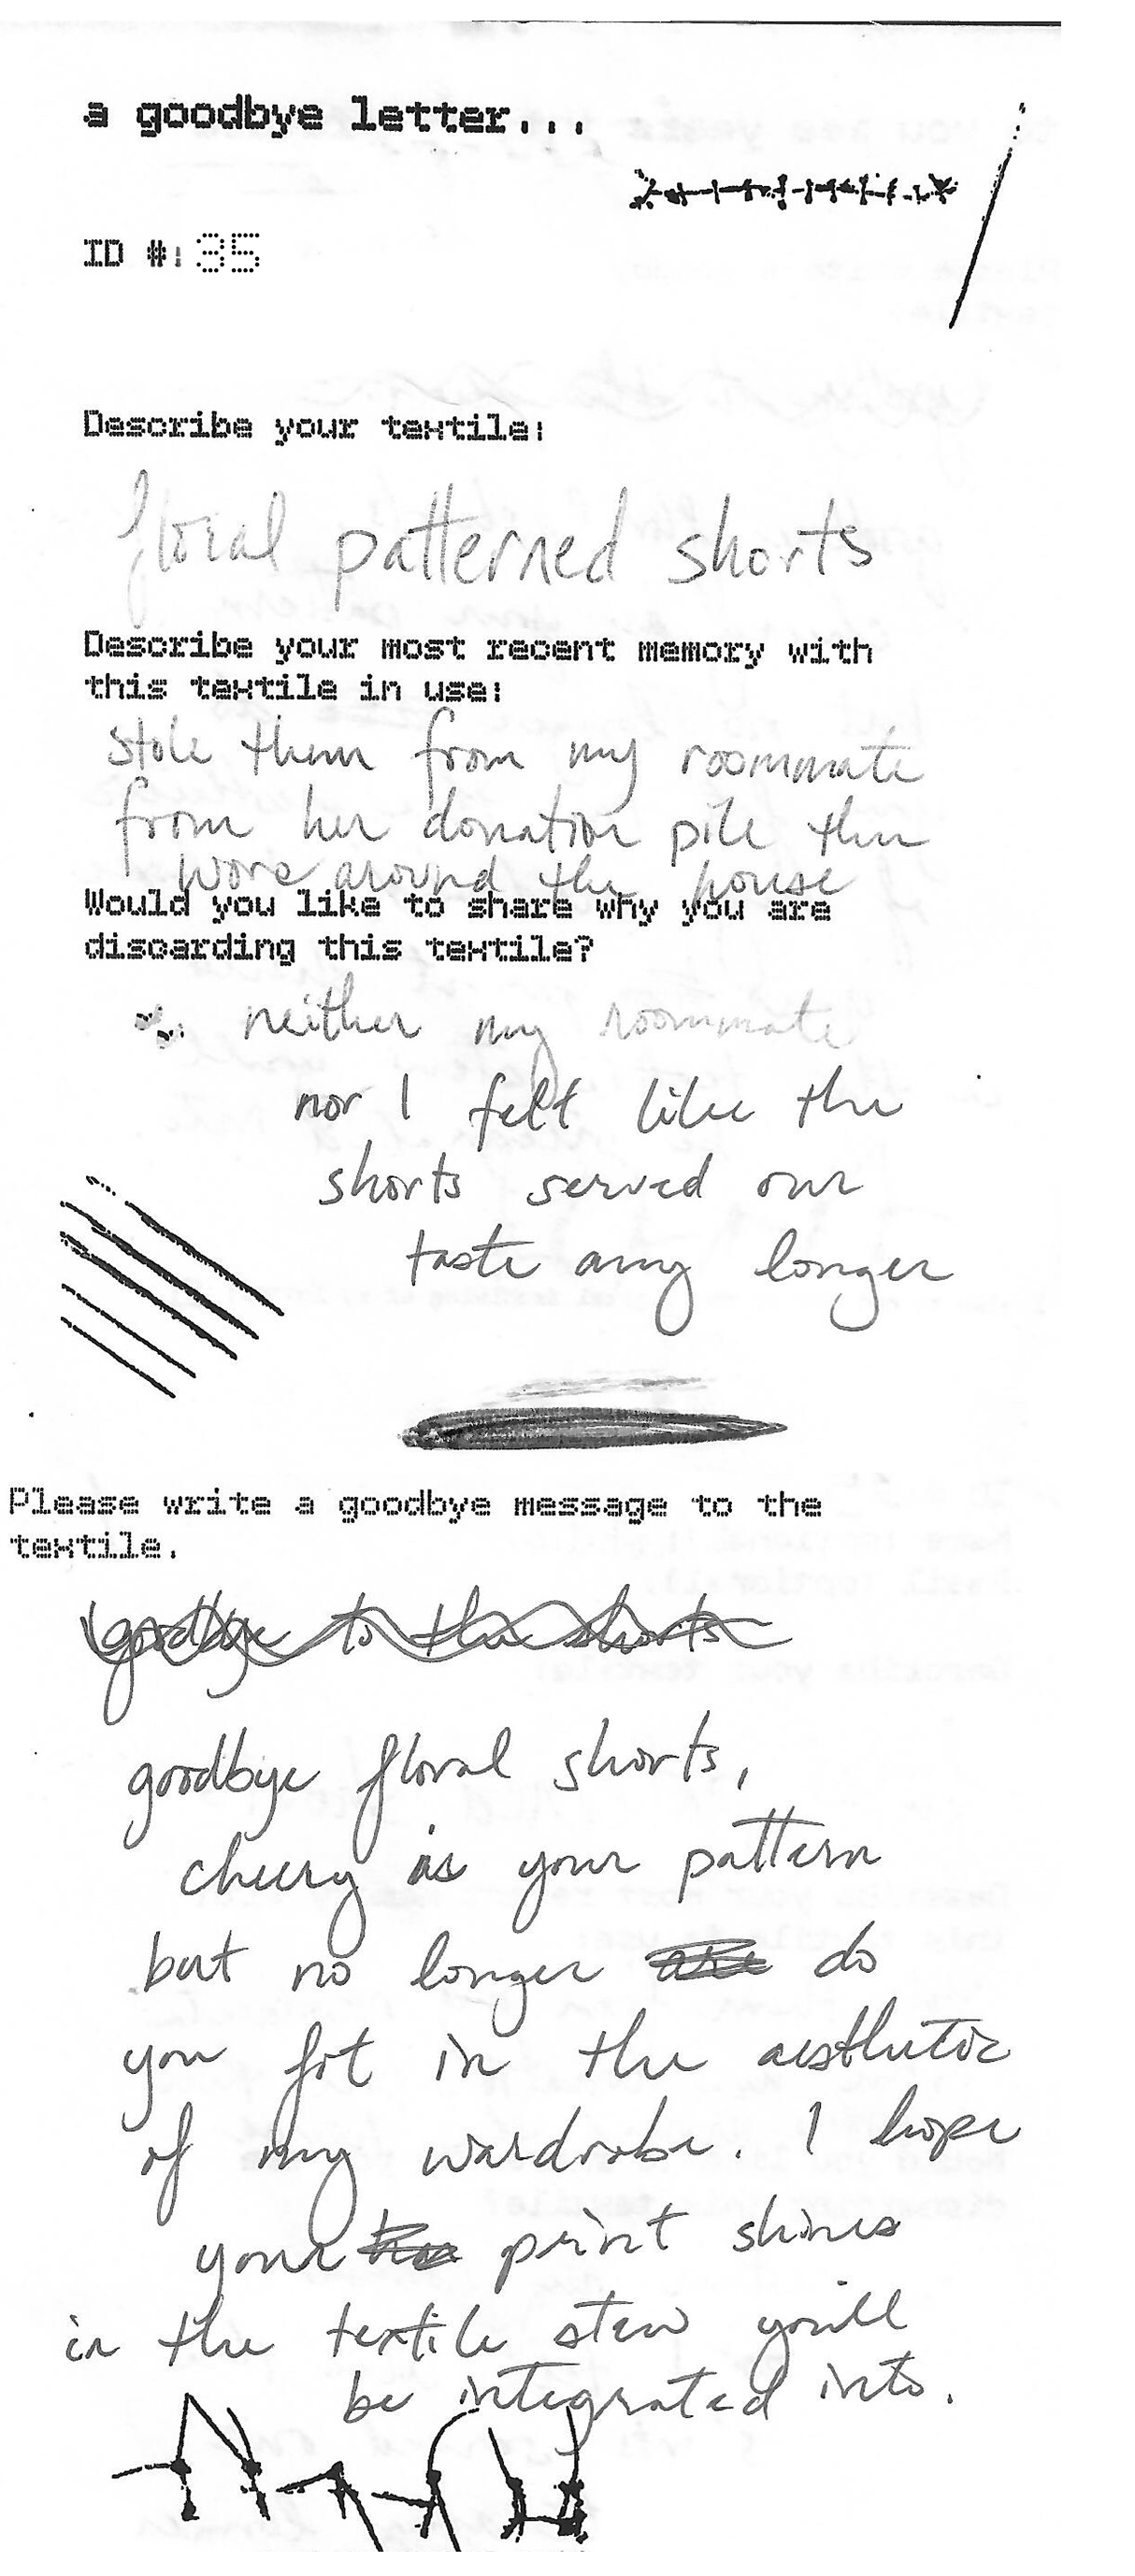 a goodbye letter...
ID #: 35
Describe your textile:
floral patterned shorts
Describe your most recent memory with
this textile in use:
stole them from my roommate
from her donation pile then
wore around the house
Would you like to share why you are
discarding this textile?
neither my roommate
nor I felt like the
shorts served our
taste any longer
Please write a goodbye message to the
textile.
goodbye to the shorts
goodbye floral shorts,
cheery is your pattern
but no longer are do
you fit in the aesthetic
of my wardrobe. I hope
your print shines
in the textile stew you'll
be integrated into.